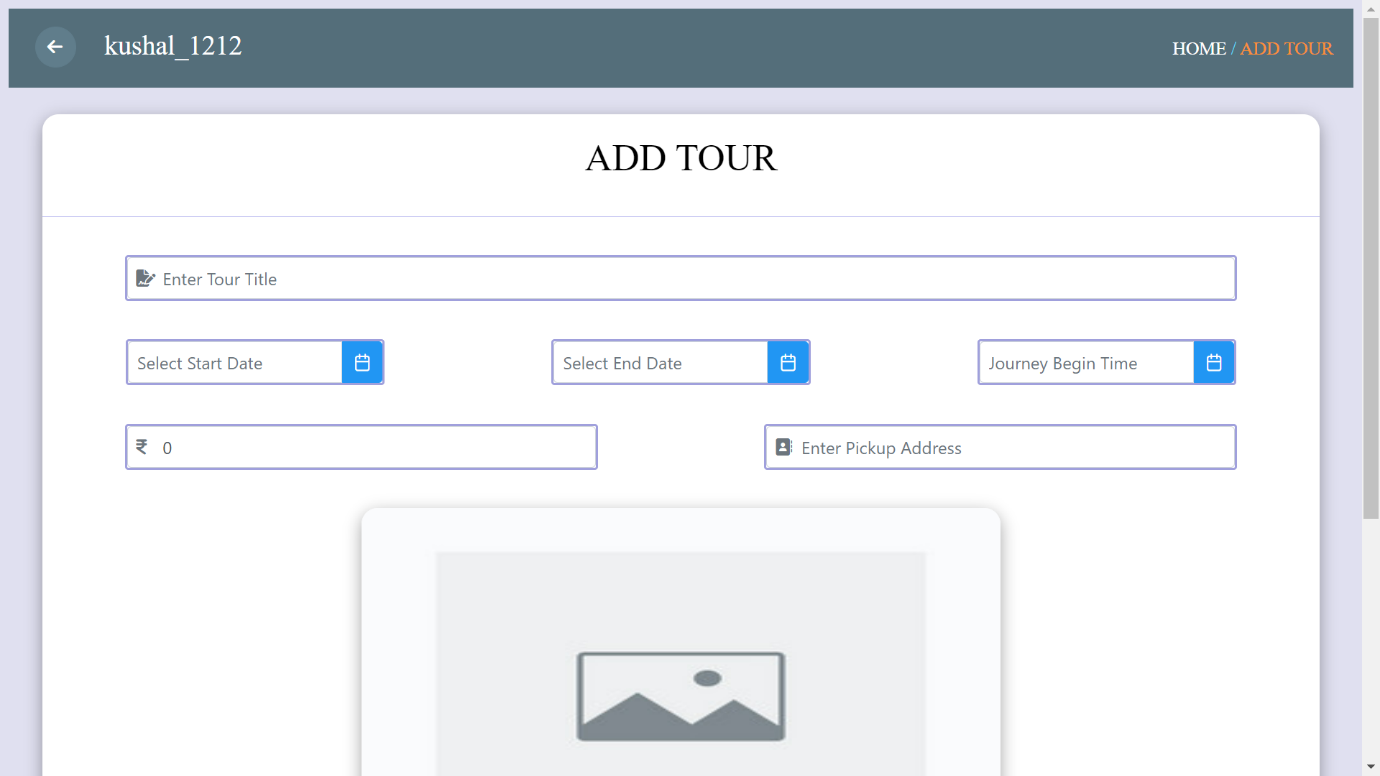 kushal_1212
HOME / ADD TOUR
ADD TOUR
Enter Tour Title
Select Start Date
Select End Date
Journey Begin Time
₹ 0
Enter Pickup Address